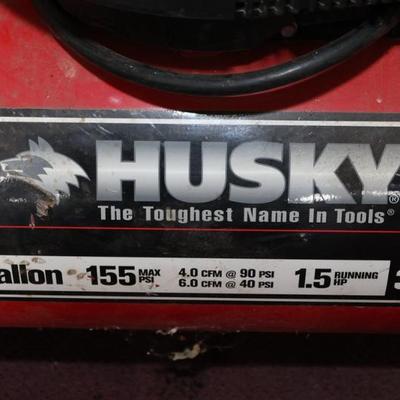 HUSKY®
The Toughest Name In Tools®
allon 155 MAX PSI 4.0 CFM @ 90 PSI 1.5 RUNNING HP
6.0 CFM @ 40 PSI